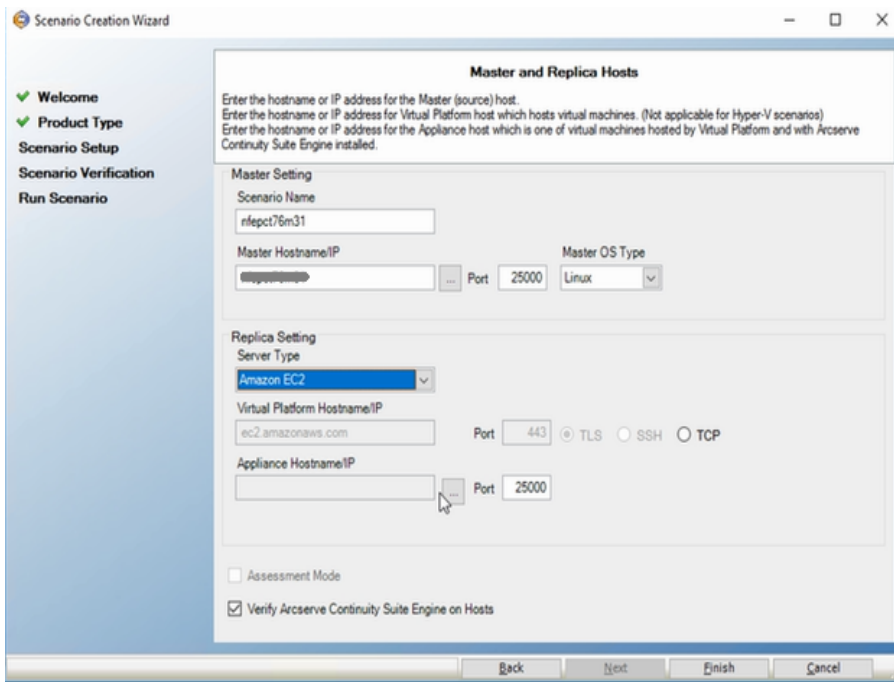 Scenario Creation Wizard
Welcome
Product Type
Scenario Setup
Scenario Verification
Run Scenario
Master and Replica Hosts
Enter the hostname or IP address for the Master (source) host.
Enter the hostname or IP address for Virtual Platform host which hosts virtual machines. (Not applicable for Hyper-V scenarios)
Enter the hostname or IP address for the Appliance host which is one of virtual machines hosted by Virtual Platform and with Arcserve
Continuity Suite Engine installed.
Master Setting
Scenario Name
nfepct76m31
Master Hostname/IP Master OS Type
... Port 25000 Linux
Replica Setting
Server Type
Amazon EC2
Virtual Platform Hostname/IP
ec2.amazonaws.com Port 443 TLS SSH TCP
Appliance Hostname/IP
... Port 25000
Assessment Mode
Verify Arcserve Continuity Suite Engine on Hosts
Back Next Finish Cancel